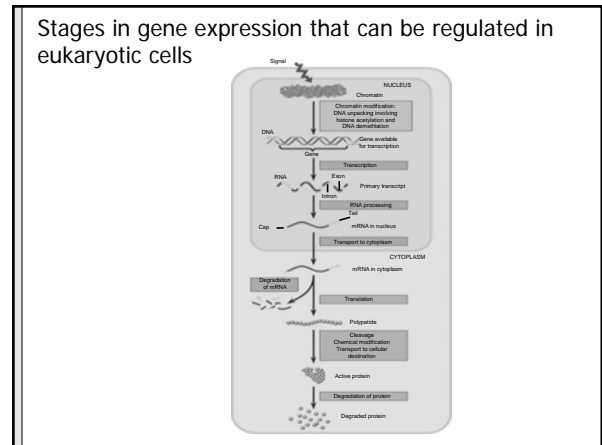 Stages in gene expression that can be regulated in
eukaryotic cells
Signal
NUCLEUS
Chromatin
Chromatin modification:
DNA unpacking involving
histone acetylation and
DNA demethlation
DNA
Gene available
for transcription
Gene
Transcription
RNA
Exon
Primary transcript
Intron
RNA processing
Tail
Cap
mRNA in nucleus
Transport to cytoplasm
CYTOPLASM
mRNA in cytoplasm
Degradation
of mRNA
Translation
Polypetide
Cleavage
Chemical modification
Transport to cellular
destination
Active protein
Degradation of protein
Degraded protein